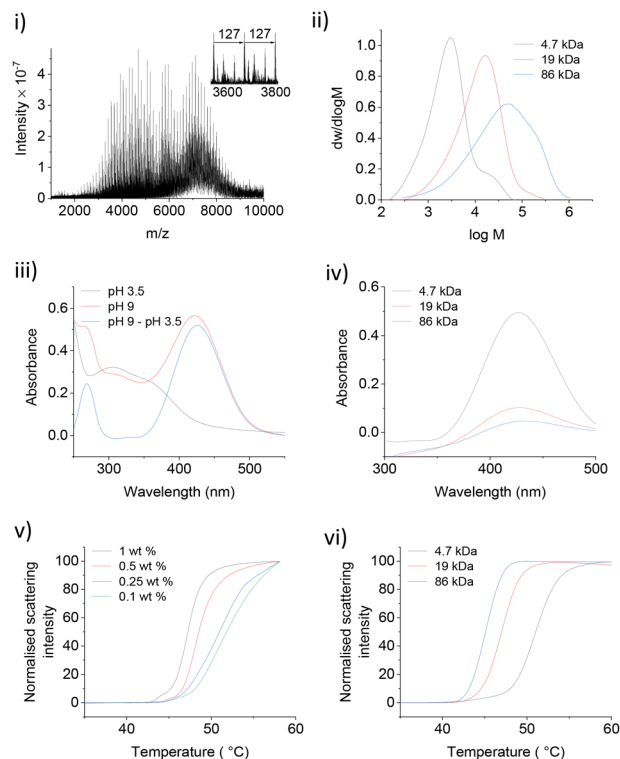 i)
127 127
3600 3800
Intensity × 10⁻⁷
5
4
3
2
1
0
2000 4000 6000 8000 10000
m/z
ii)
4.7 kDa
19 kDa
86 kDa
dw/dlogM
1.0
0.8
0.6
0.4
0.2
0.0
2 3 4 5 6
log M
iii)
pH 3.5
pH 9
pH 9 - pH 3.5
Absorbance
0.6
0.4
0.2
0.0
300 400 500
Wavelength (nm)
iv)
4.7 kDa
19 kDa
86 kDa
Absorbance
0.6
0.4
0.2
0.0
300 400 500
Wavelength (nm)
v)
1 wt %
0.5 wt %
0.25 wt %
0.1 wt %
Normalised scattering
intensity
100
80
60
40
20
0
40 50 60
Temperature ( °C)
vi)
4.7 kDa
19 kDa
86 kDa
Normalised scattering
intensity
100
80
60
40
20
0
40 50 60
Temperature ( °C)